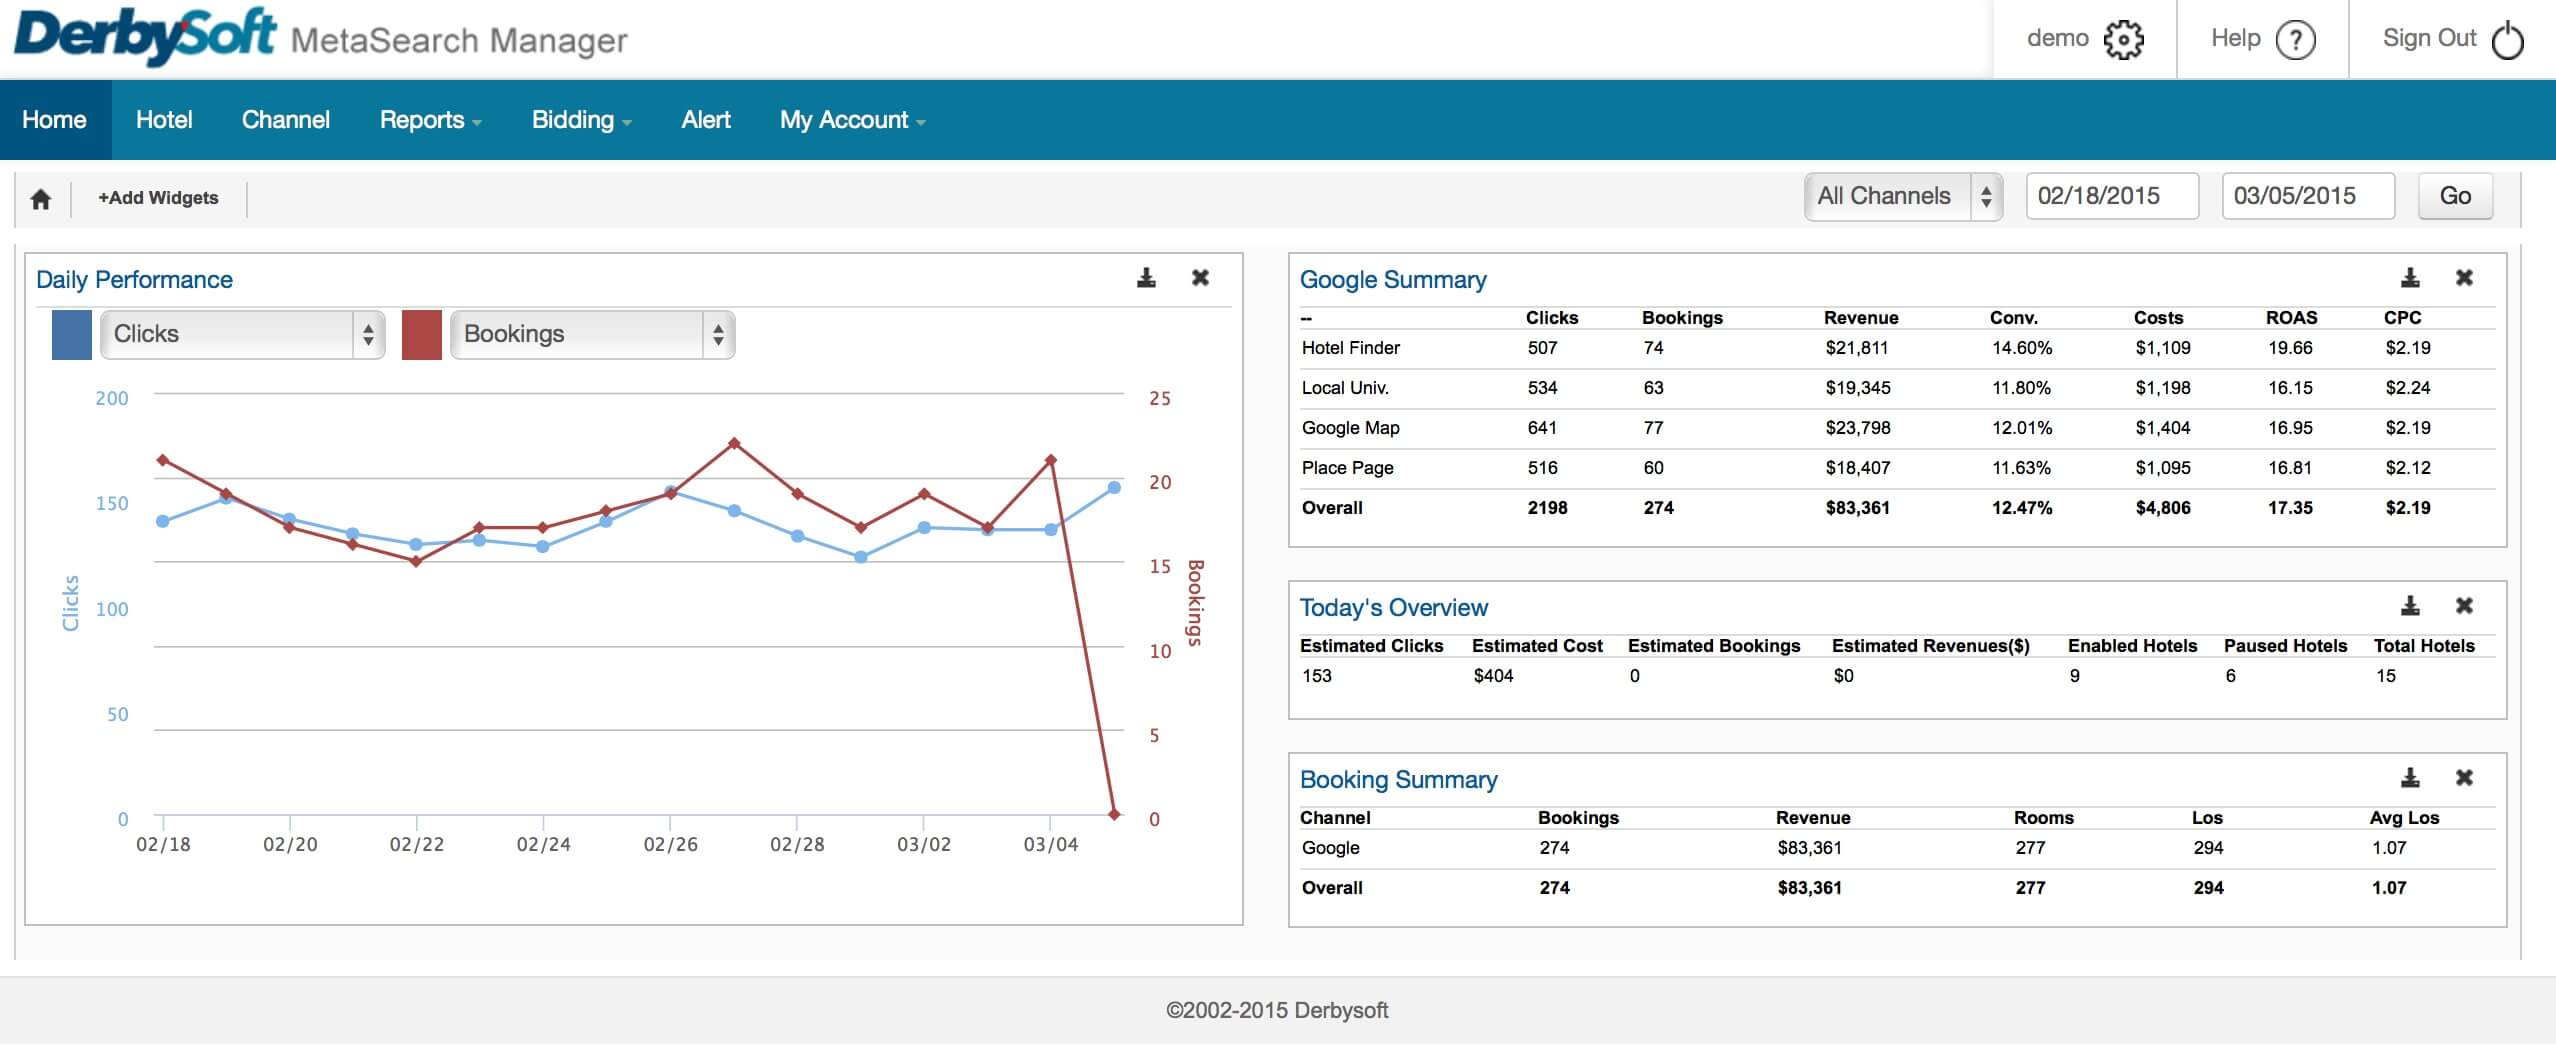 DerbySoft MetaSearch Manager
demo Help ? Sign Out
Home Hotel Channel Reports Bidding Alert My Account
+Add Widgets All Channels 02/18/2015 03/05/2015 Go
Daily Performance
Clicks Bookings
200
150
100
50
0
Clicks
25
20
15
10
5
0
Bookings
02/18 02/20 02/22 02/24 02/26 02/28 03/02 03/04
Google Summary
-- Clicks Bookings Revenue Conv. Costs ROAS CPC
Hotel Finder 507 74 $21,811 14.60% $1,109 19.66 $2.19
Local Univ. 534 63 $19,345 11.80% $1,198 16.15 $2.24
Google Map 641 77 $23,798 12.01% $1,404 16.95 $2.19
Place Page 516 60 $18,407 11.63% $1,095 16.81 $2.12
Overall 2198 274 $83,361 12.47% $4,806 17.35 $2.19
Today's Overview
Estimated Clicks Estimated Cost Estimated Bookings Estimated Revenues($) Enabled Hotels Paused Hotels Total Hotels
153 $404 0 $0 9 6 15
Booking Summary
Channel Bookings Revenue Rooms Los Avg Los
Google 274 $83,361 277 294 1.07
Overall 274 $83,361 277 294 1.07
©2002-2015 Derbysoft